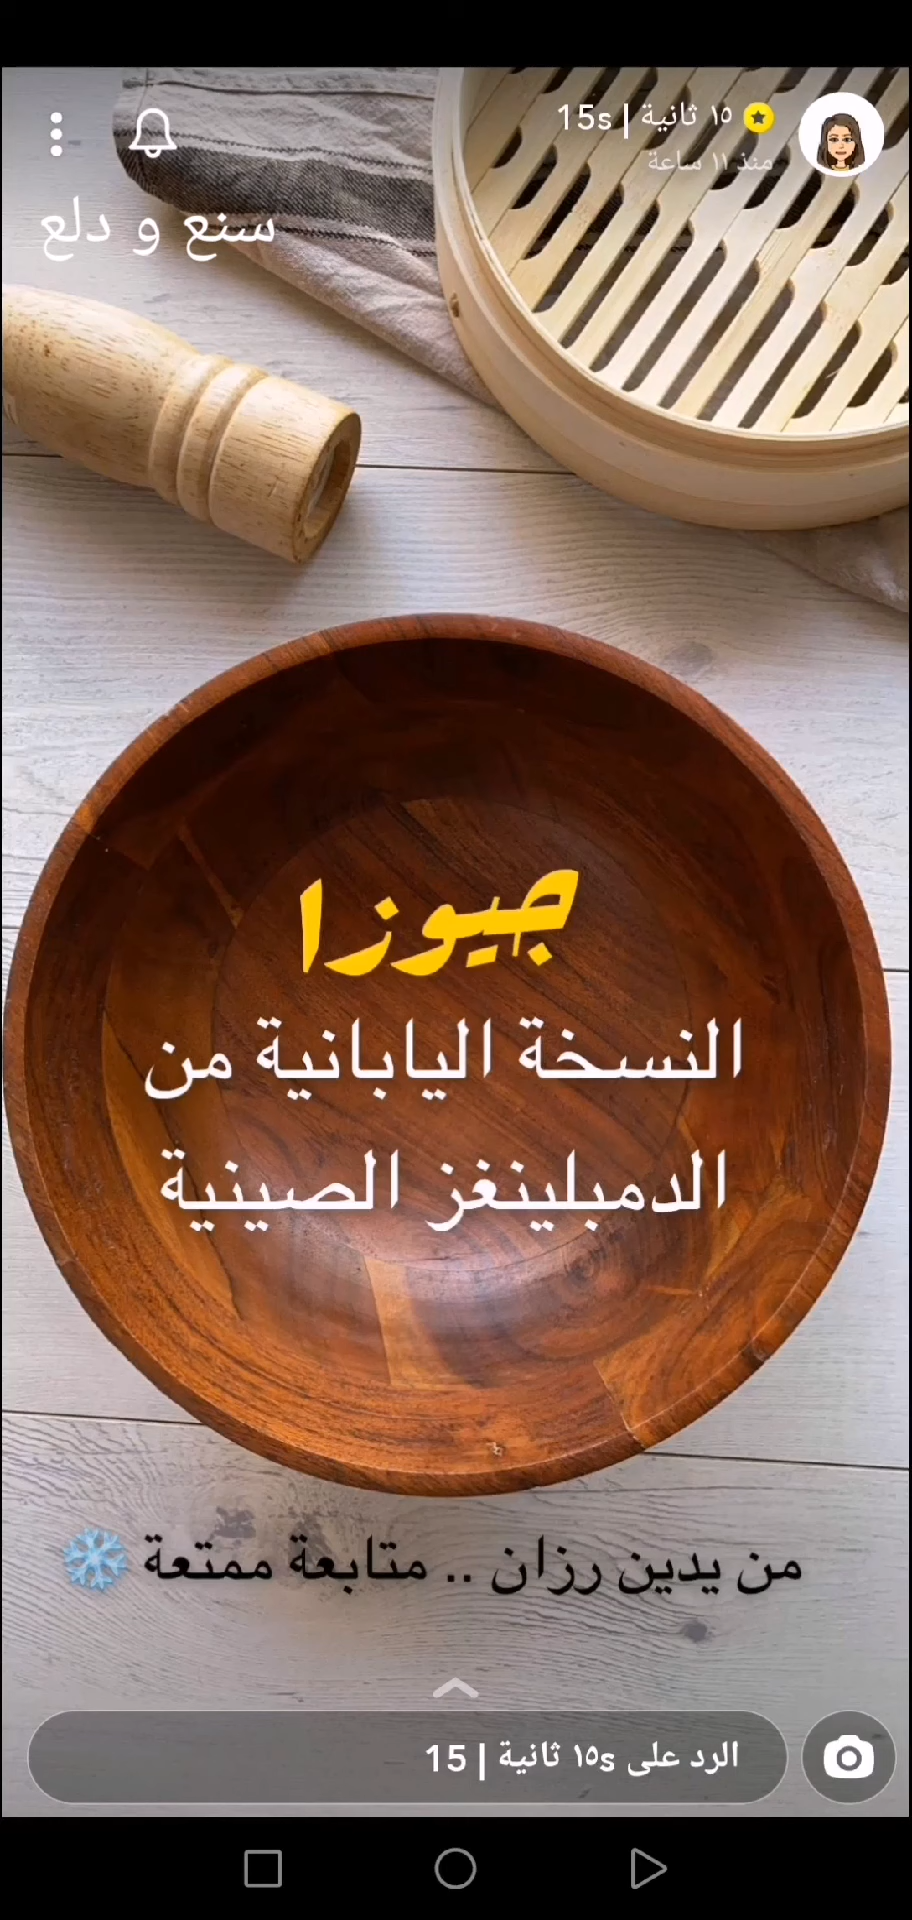 ١٥ ثانية | 15s
منذ ١١ ساعة
سنع و دلع
جيوزا
النسخة اليابانية من
الدمبلينغز الصينية
من يدين رزان .. متابعة ممتعة ❄️
الرد على ١٥s ثانية | 15